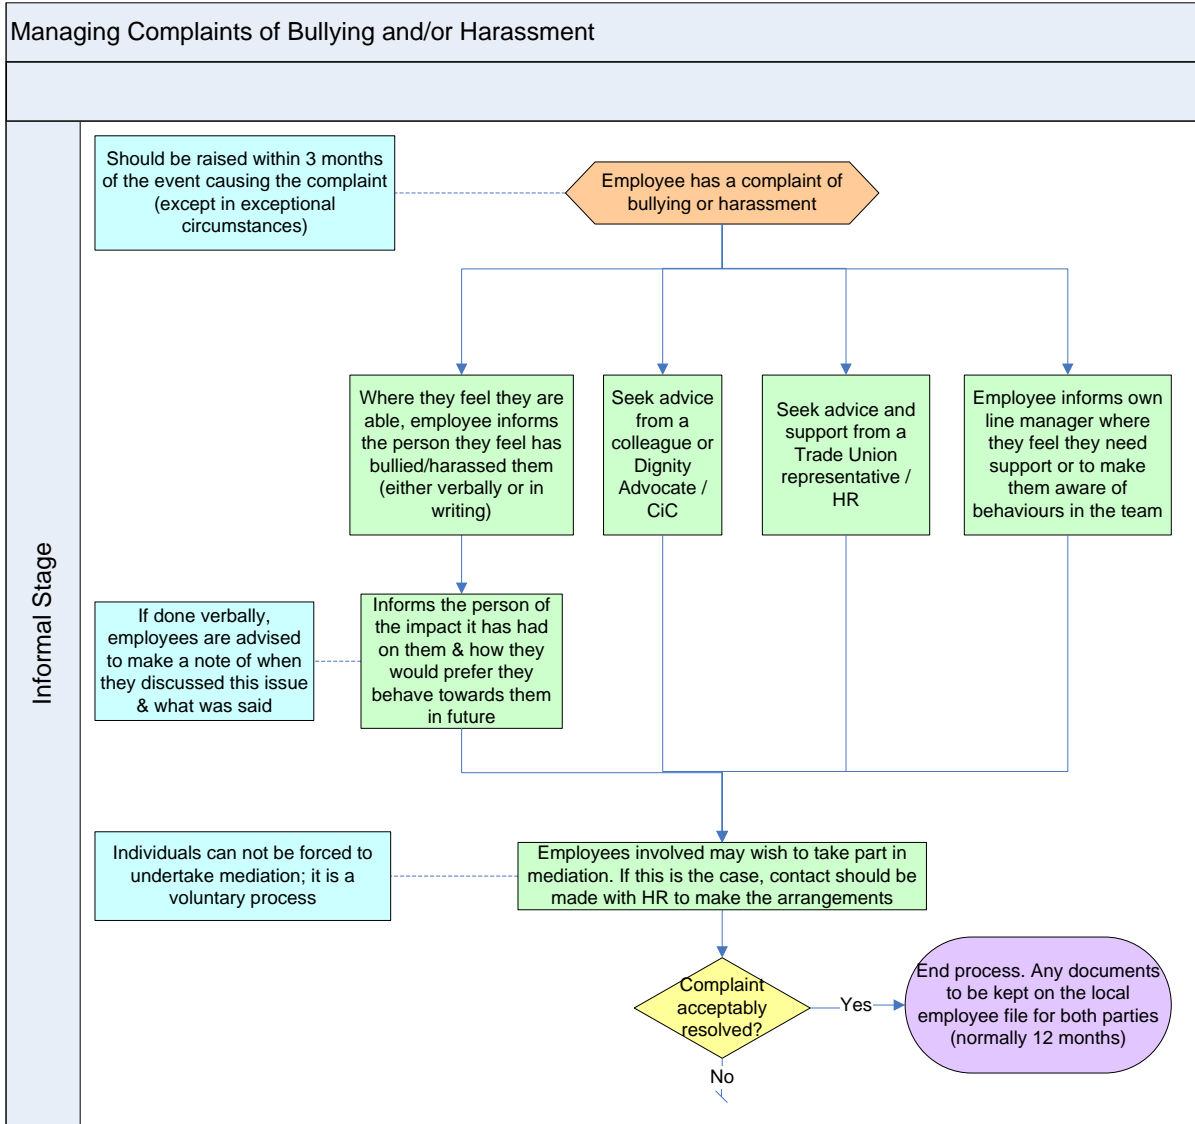 Managing Complaints of Bullying and/or Harassment
Informal Stage
Should be raised within 3 months
of the event causing the complaint
(except in exceptional
circumstances)
Employee has a complaint of
bullying or harassment
Where they feel they are
able, employee informs
the person they feel has
bullied/harassed them
(either verbally or in
writing)
Seek advice
from a
colleague or
Dignity
Advocate /
CiC
Seek advice and
support from a
Trade Union
representative /
HR
Employee informs own
line manager where
they feel they need
support or to make
them aware of
behaviours in the team
If done verbally,
employees are advised
to make a note of when
they discussed this issue
& what was said
Informs the person of
the impact it has had
on them & how they
would prefer they
behave towards them
in future
Individuals can not be forced to
undertake mediation; it is a
voluntary process
Employees involved may wish to take part in
mediation. If this is the case, contact should be
made with HR to make the arrangements
Complaint
acceptably
resolved?
Yes
End process. Any documents
to be kept on the local
employee file for both parties
(normally 12 months)
No